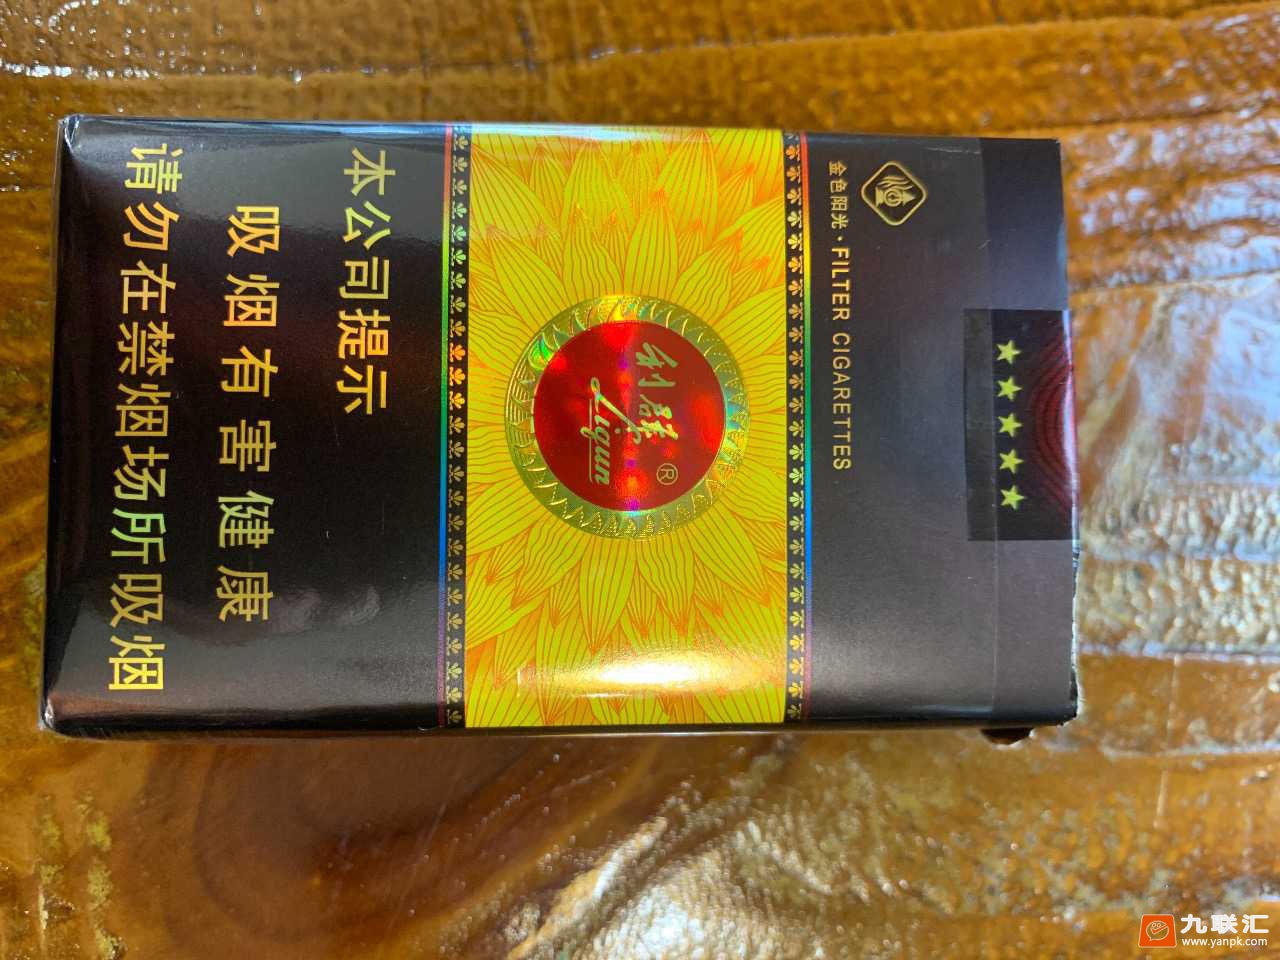 金色阳光·FILTER CIGARETTES
利群
Liqun
®
本公司提示
吸烟有害健康
请勿在禁烟场所吸烟
九联汇
www.yanpk.com